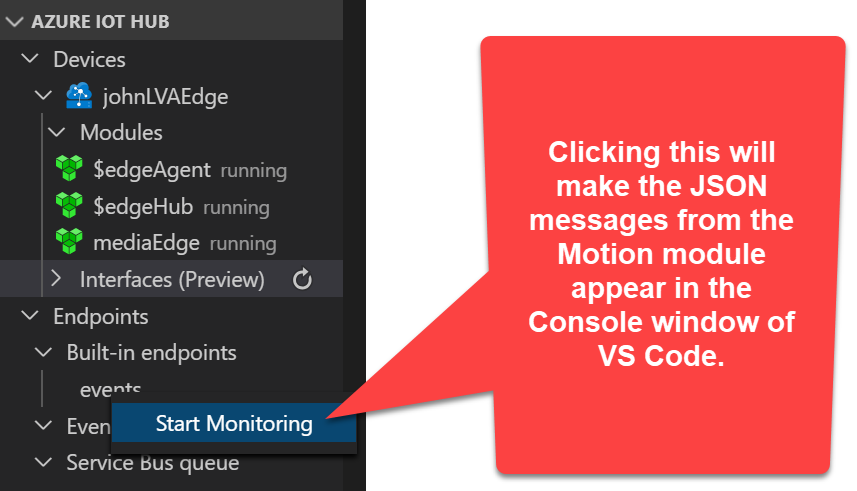 AZURE IOT HUB
Devices
johnLVAEdge
Modules
$edgeAgent running
$edgeHub running
mediaEdge running
Interfaces (Preview)
Endpoints
Built-in endpoints
events
Start Monitoring
Even
Service Bus queue
Clicking this will
make the JSON
messages from the
Motion module
appear in the
Console window of
VS Code.